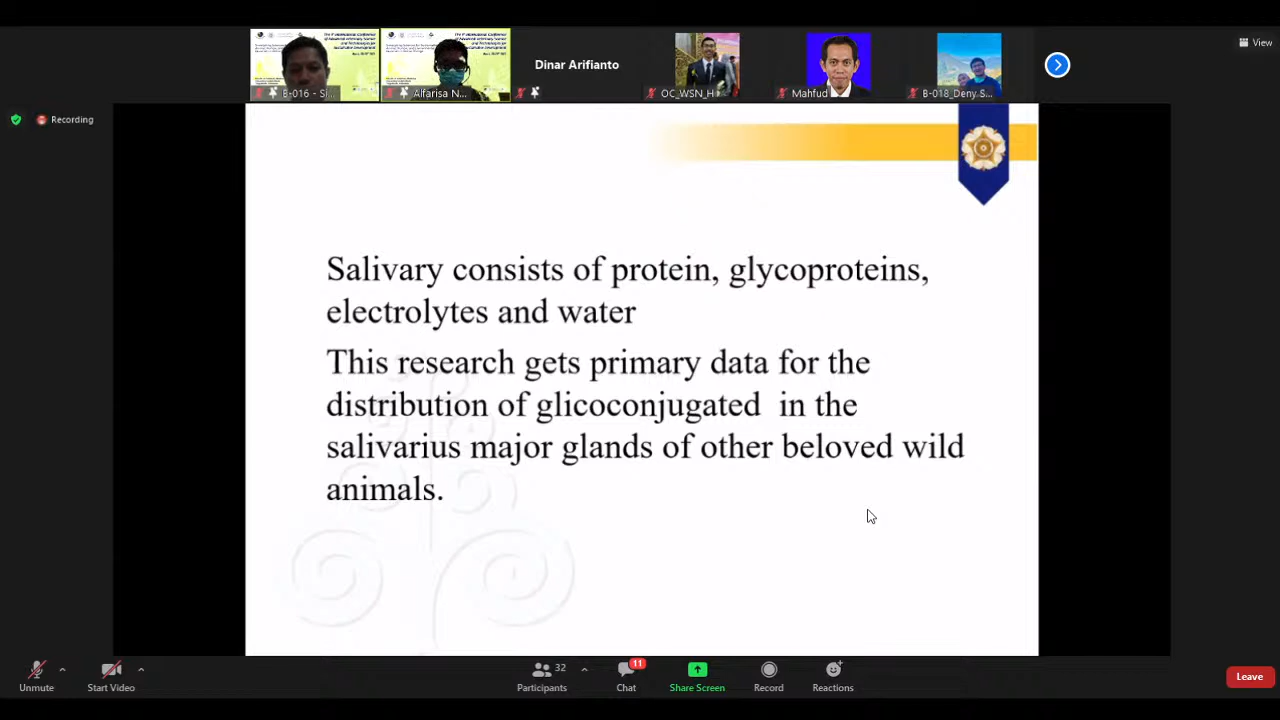 View
Dinar Arifianto
B-016 - Si...
Alfarisa N...
OC_WSN_H
Mahfud
B-018_Deny.S...
Recording
Salivary consists of protein, glycoproteins,
electrolytes and water
This research gets primary data for the
distribution of glicoconjugated in the
salivarius major glands of other beloved wild
animals.
Unmute
Start Video
32
Participants
11
Chat
Share Screen
Record
Reactions
Leave